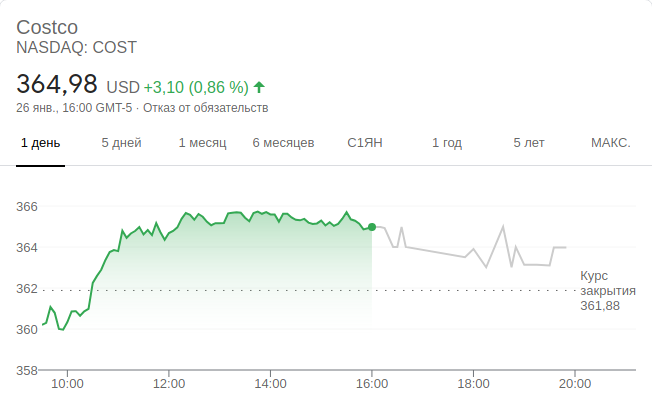 Costco
NASDAQ: COST
364,98 USD +3,10 (0,86 %)
26 янв., 16:00 GMT-5 · Отказ от обязательств
1 день 5 дней 1 месяц 6 месяцев С1ЯН 1 год 5 лет МАКС.
366
364
362
360
358
Курс
закрытия
361,88
10:00 12:00 14:00 16:00 18:00 20:00